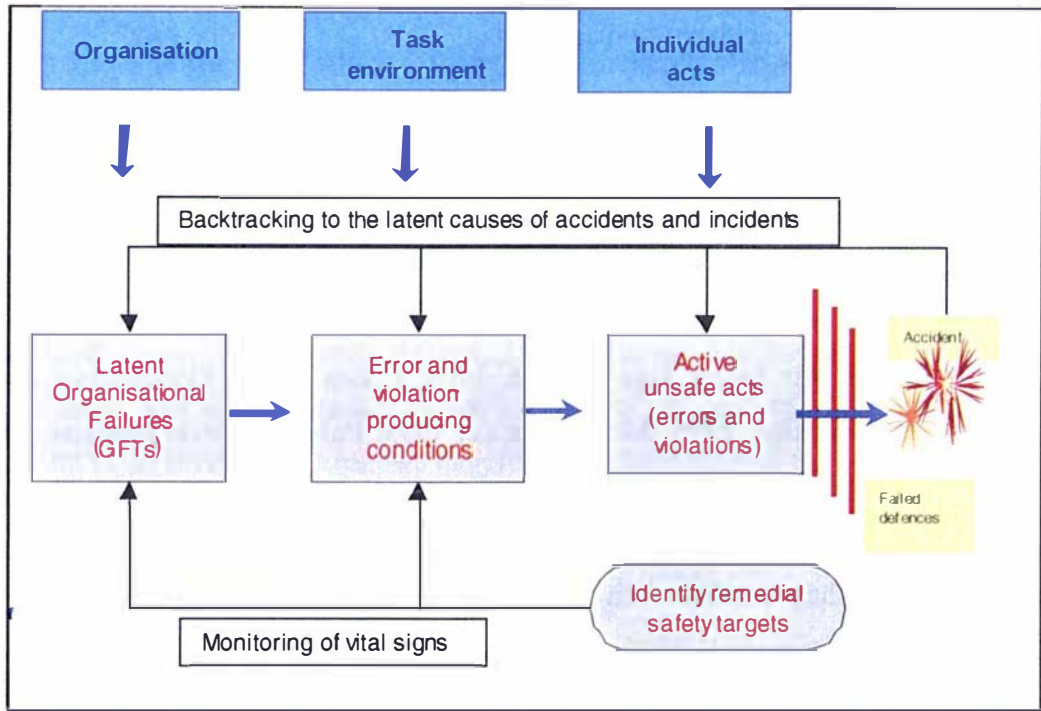 Organisation
Task
environment
Individual
acts
Backtracking to the latent causes of accidents and incidents
Latent
Organisational
Failures
(GFTs)
Error and
violation
producing
conditions
Active
unsafe acts
(errors and
violations)
Accident
Failed
defences
Identify remedial
safety targets
Monitoring of vital signs